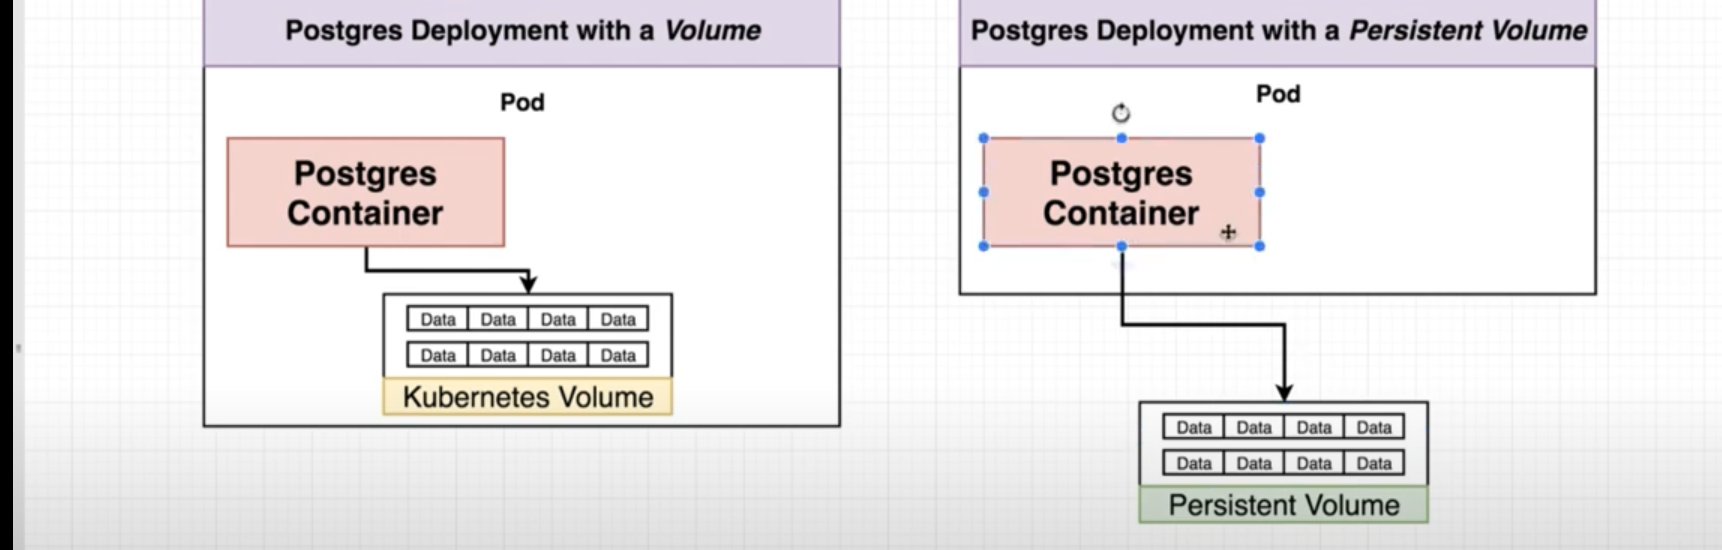 Postgres Deployment with a Volume
Pod
Postgres
Container
Data Data Data Data
Data Data Data Data
Kubernetes Volume
Postgres Deployment with a Persistent Volume
Pod
Postgres
Container
Data Data Data Data
Data Data Data Data
Persistent Volume